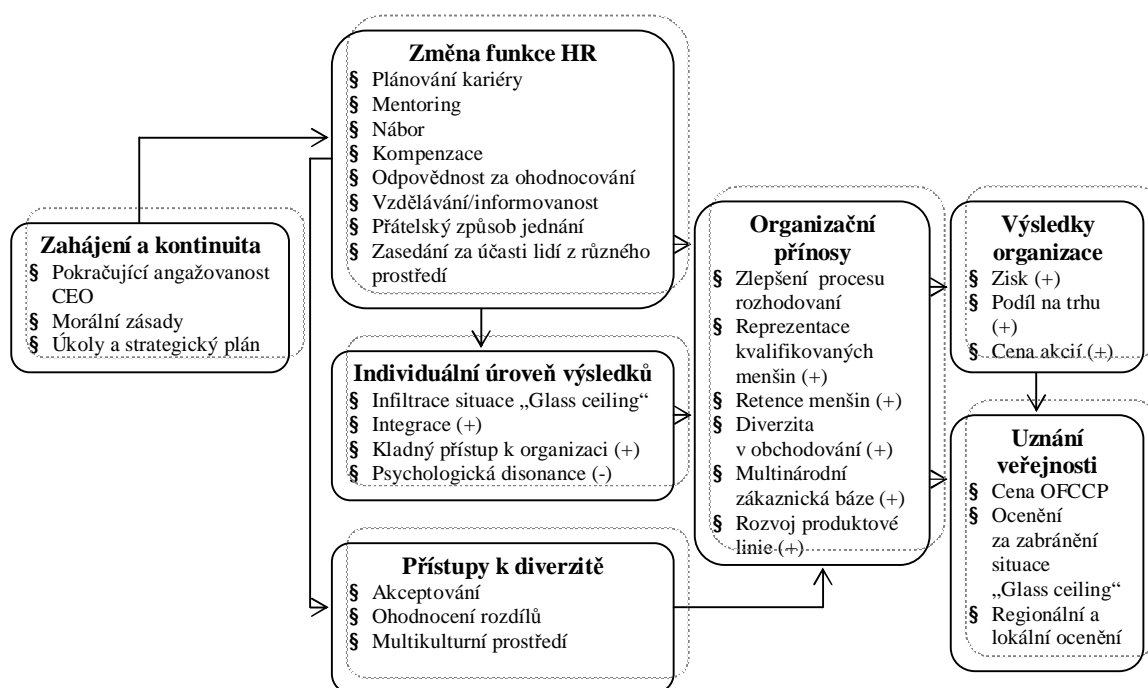 Změna funkce HR
§ Plánování kariéry
§ Mentoring
§ Nábor
§ Kompenzace
§ Odpovědnost za ohodnocování
§ Vzdělávání/informovanost
§ Přátelský způsob jednání
§ Zasedání za účasti lidí z různého
prostředí
Zahájení a kontinuita
§ Pokračující angažovanost
CEO
§ Morální zásady
§ Úkoly a strategický plán
Individuální úroveň výsledků
§ Infiltrace situace „Glass ceiling“
§ Integrace (+)
§ Kladný přístup k organizaci (+)
§ Psychologická disonance (-)
Přístupy k diverzitě
§ Akceptování
§ Ohodnocení rozdílů
§ Multikulturní prostředí
Organizační
přínosy
§ Zlepšení procesu
rozhodovaní
§ Reprezentace
kvalifikovaných
menšin (+)
§ Retence menšin (+)
§ Diverzita
v obchodování (+)
§ Multinárodní
zákaznická báze (+)
§ Rozvoj produktové
linie (+)
Výsledky
organizace
§ Zisk (+)
§ Podíl na trhu
(+)
§ Cena akcií (+)
Uznání
veřejnosti
§ Cena OFCCP
§ Ocenění
za zabránění
situace
„Glass ceiling“
§ Regionální a
lokální ocenění